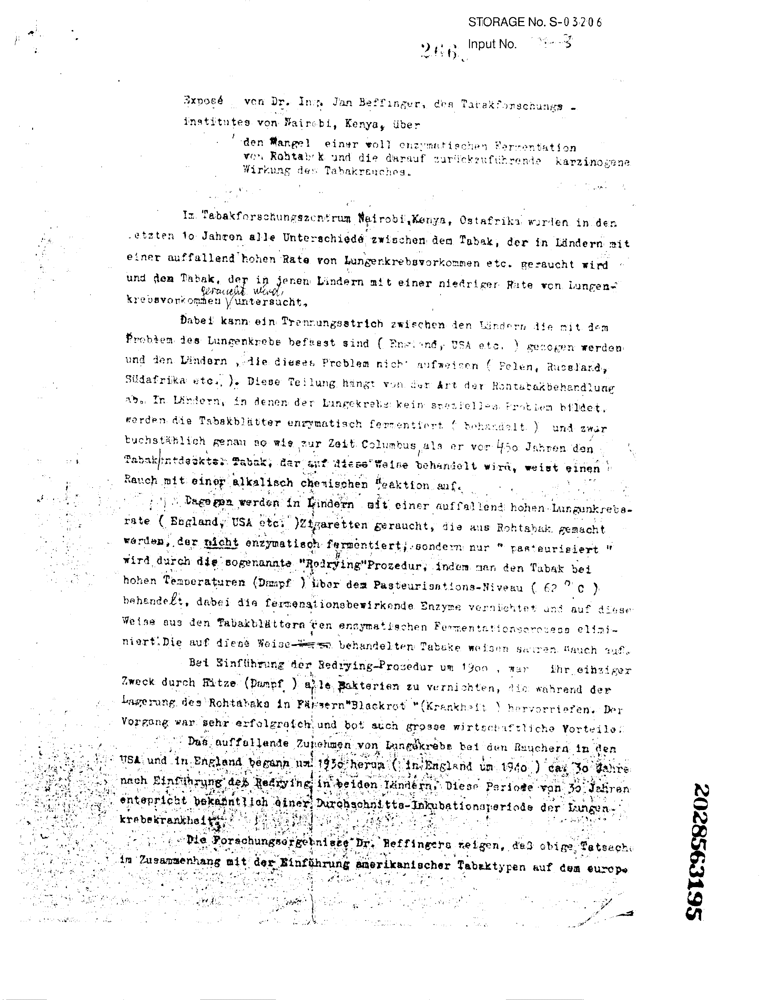 STORAGE No. S-03206
266. Input No.
Exposé von Dr. Ing. Jan Beffinger, des Tabakforschungs -
institutes von Nairobi, Kenya, über
den Mangel einer voll enzymatischen Fermentation
von Rohtabak und die darauf zurückzuführende karzinogene
Wirkung des Tabakrauches.
Im Tabakforschungszentrum Nairobi,Kenya, Ostafrika wurden in den
letzten 10 Jahren alle Unterschiede zwischen dem Tabak, der in Ländern mit
einer auffallend hohen Rate von Lungenkrebsvorkommen etc. geraucht wird
und dem Tabak, der in jenen Ländern mit einer niedriger Rate von Lungen-
krebsvorkommen geraucht wird, untersucht.
Dabei kann ein Trennungsstrich zwischen den Ländern die mit dem
Problem des Lungenkrebs befasst sind ( England, USA etc. ) gezogen werden
und den Ländern , die dieses Problem nicht aufweisen ( Polen, Russland,
Südafrika etc. ). Diese Teilung hangt von der Art der Rohtabakbehandlung
ab. In Ländern, in denen der Lungekrebs kein spezielles Problem bildet,
werden die Tabakblätter enzymatisch fermentiert ( behandelt ) und zwar
buchstäblich genau so wie zur Zeit Columbus, als er vor 450 Jahren den
Tabak entdeckte. Tabak, der auf diese Weise behandelt wird, weist einen
Rauch mit einer alkalisch chemischen Reaktion auf.
Dagegen werden in Ländern mit einer auffallend hohen Lungenkrebs-
rate ( England, USA etc. )Zigaretten geraucht, die aus Rohtabak gemacht
werden, der nicht enzymatisch fermentiert, sondern nur " pasteurisiert "
wird durch die sogenannte "Redrying"Prozedur, indem man den Tabak bei
hohen Temperaturen (Dampf ) über dem Pasteurisations-Niveau ( 62 ° C )
behandelt, dabei die fermenationsbewirkende Enzyme vernichtet und auf diese
Weise aus den Tabakblättern den enzymatischen Fermentationsprozess elimi-
niert. Die auf diese Weise behandelten Tabake weisen sauren Rauch auf.
Bei Einführung der Redrying-Prozedur um 1900 , war ihr einziger
Zweck durch Hitze (Dampf ) alle Bakterien zu vernichten, die während der
Lagerung des Rohtabaks in Fässern"Blackrot "(Krankheit ) hervorriefen. Der
Vorgang war sehr erfolgreich und bot auch grosse wirtschaftliche Vorteile.
Das auffallende Zunehmen von Lungekrebs bei den Rauchern in den
USA und in England begann um 1930 herum ( in England um 1940 ) ca. 30 Jahre
nach Einführung des Redrying in beiden Ländern. Diese Periode von 30 Jahren
entspricht bekanntlich einer Durchschnitts-Inkubationsperiode der Lungen-
krebskrankheit.
Die Forschungsergebnisse Dr. Beffingers zeigen, daß obige Tatsache
im Zusammenhang mit der Einführung amerikanischer Tabaktypen auf dem europ.
2028563195